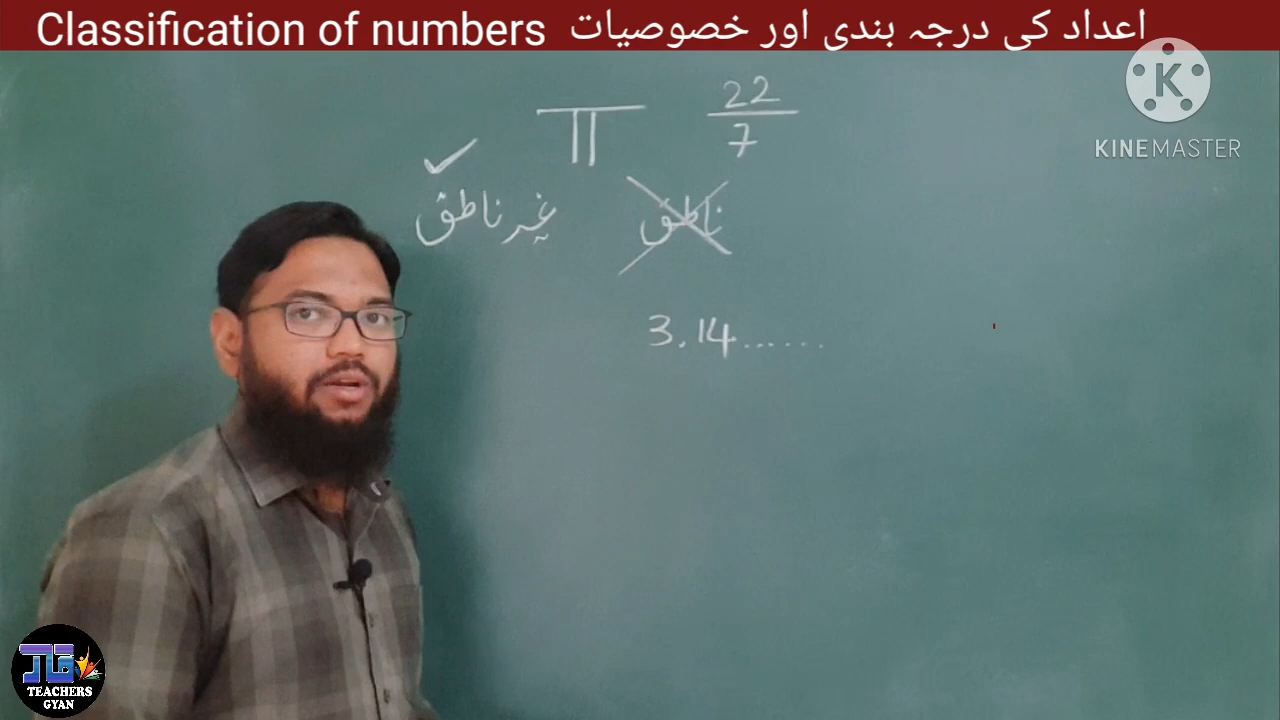 Classification of numbers اعداد کی درجہ بندی اور خصوصیات
K
KINEMASTER
π 22/7
✓
غیر ناطق ناطق
3.14......
TEACHERS
GYAN